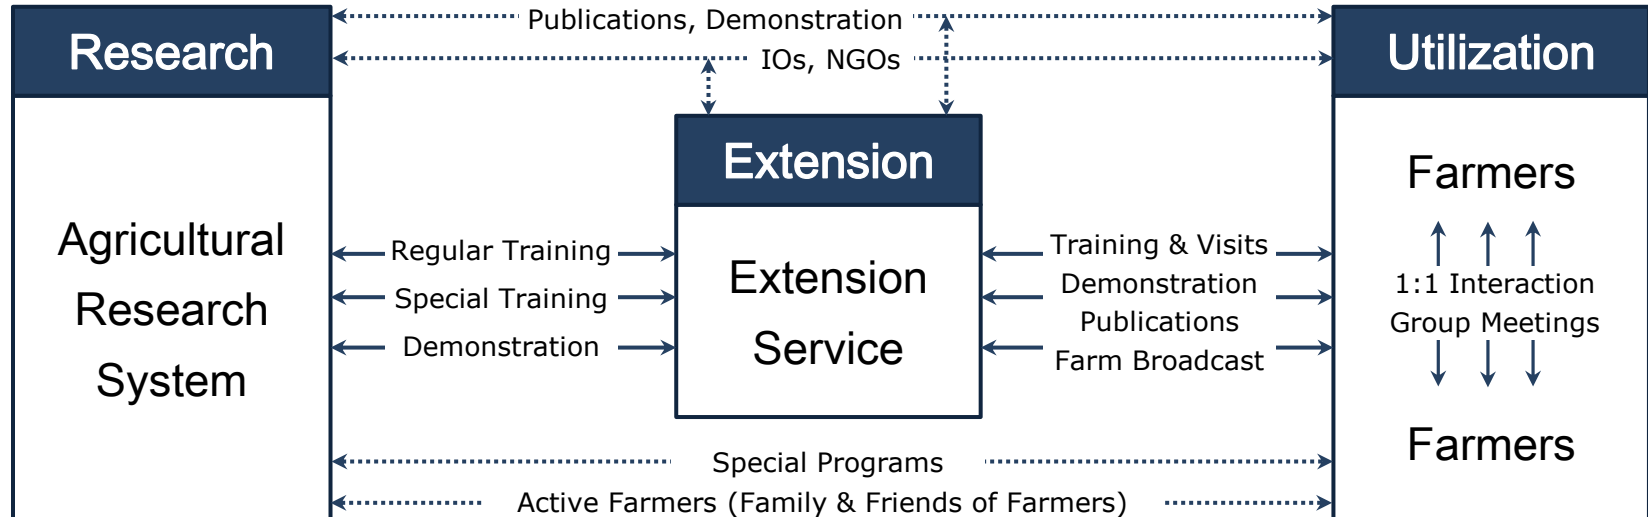 Publications, Demonstration
IOs, NGOs
Research
Agricultural
Research
System
Regular Training
Special Training
Demonstration
Extension
Extension
Service
Training & Visits
Demonstration
Publications
Farm Broadcast
Utilization
Farmers
1:1 Interaction
Group Meetings
Farmers
Special Programs
Active Farmers (Family & Friends of Farmers)